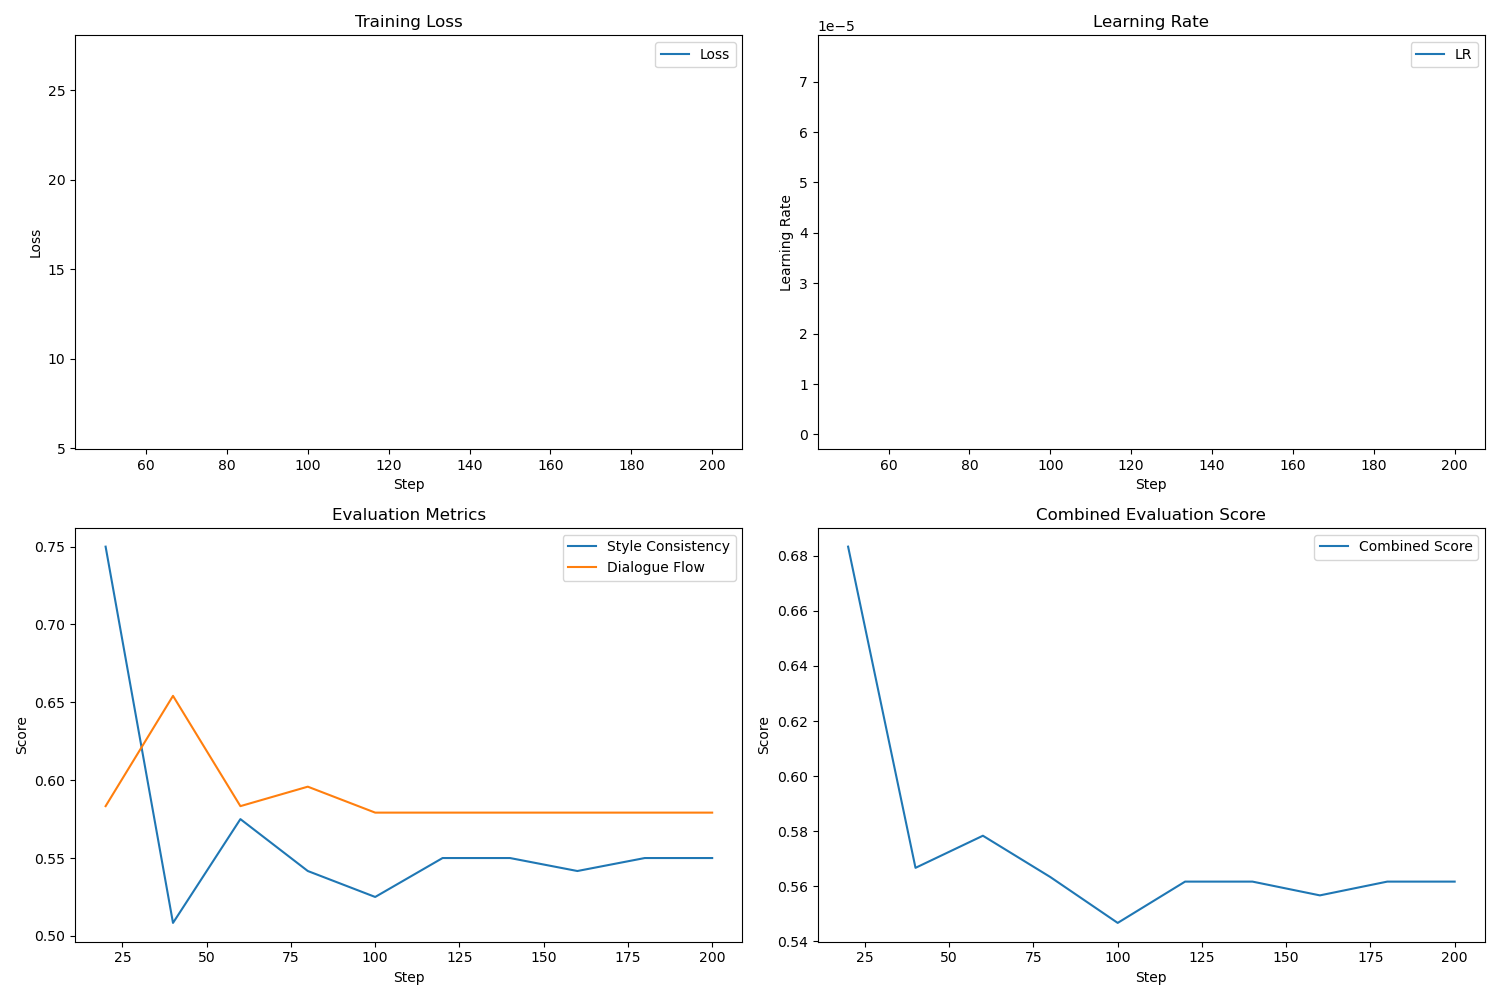 Training Loss
Loss
25
20
15
10
5
Loss
60 80 100 120 140 160 180 200
Step
Learning Rate
1e−5
LR
7
6
5
4
3
2
1
0
Learning Rate
60 80 100 120 140 160 180 200
Step
Evaluation Metrics
Style Consistency
Dialogue Flow
0.75
0.70
0.65
0.60
0.55
0.50
Score
25 50 75 100 125 150 175 200
Step
Combined Evaluation Score
Combined Score
0.68
0.66
0.64
0.62
0.60
0.58
0.56
0.54
Score
25 50 75 100 125 150 175 200
Step